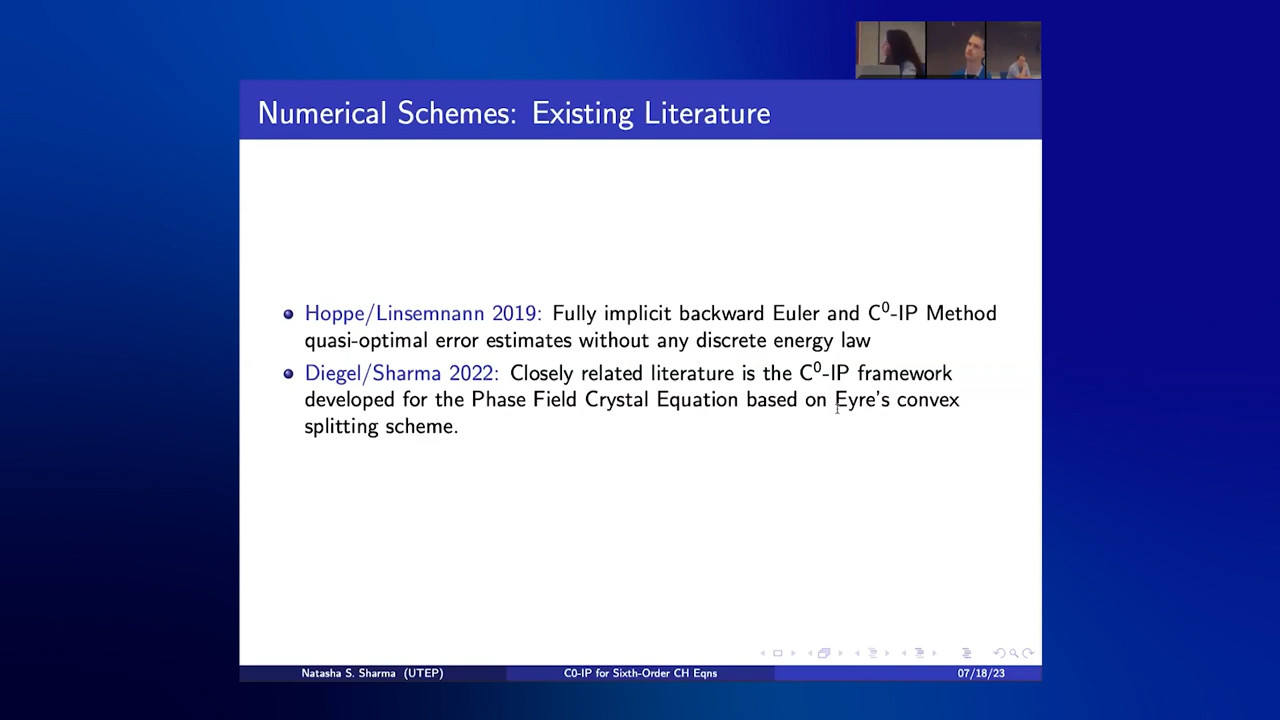 Numerical Schemes: Existing Literature
Hoppe/Linsemnann 2019: Fully implicit backward Euler and C⁰-IP Method
quasi-optimal error estimates without any discrete energy law
Diegel/Sharma 2022: Closely related literature is the C⁰-IP framework
developed for the Phase Field Crystal Equation based on Eyre's convex
splitting scheme.
Natasha S. Sharma (UTEP) C0-IP for Sixth-Order CH Eqns 07/18/23